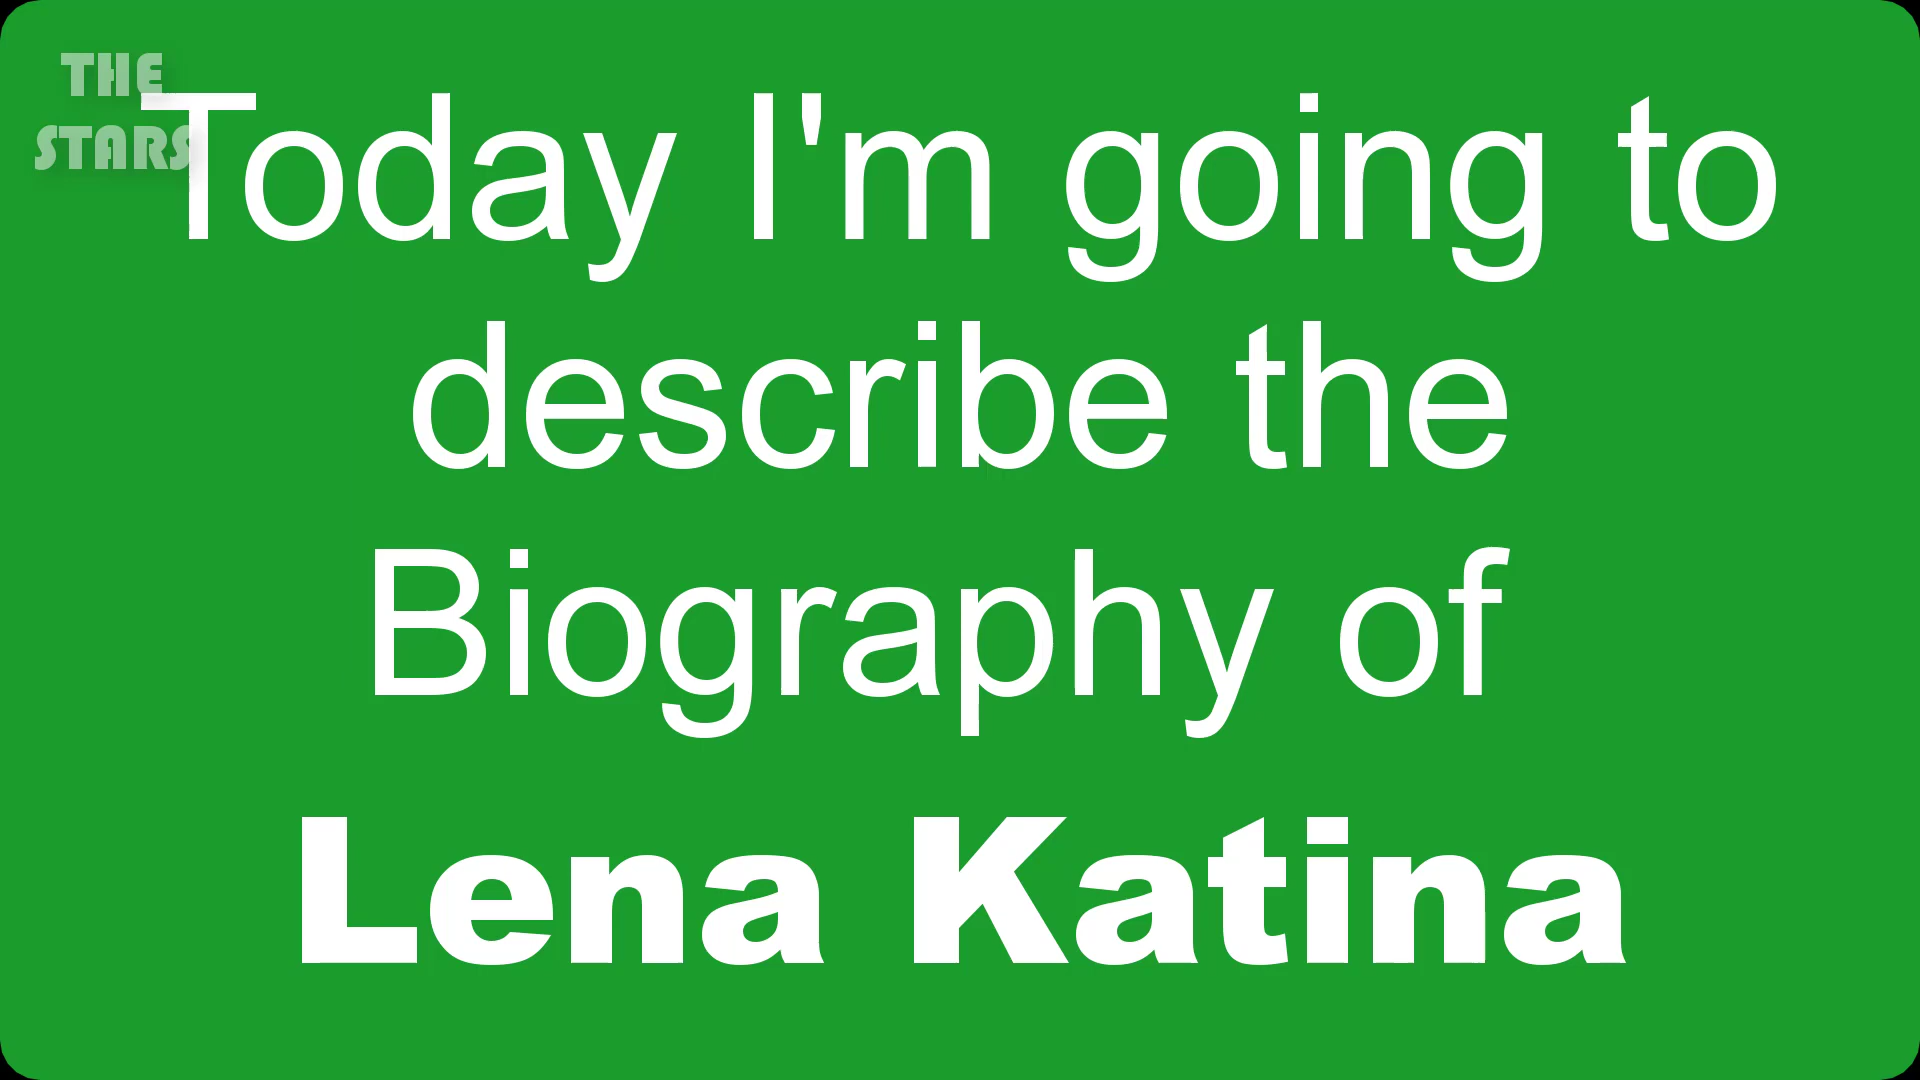 THE
STARS
Today I'm going to
describe the
Biography of
Lena Katina